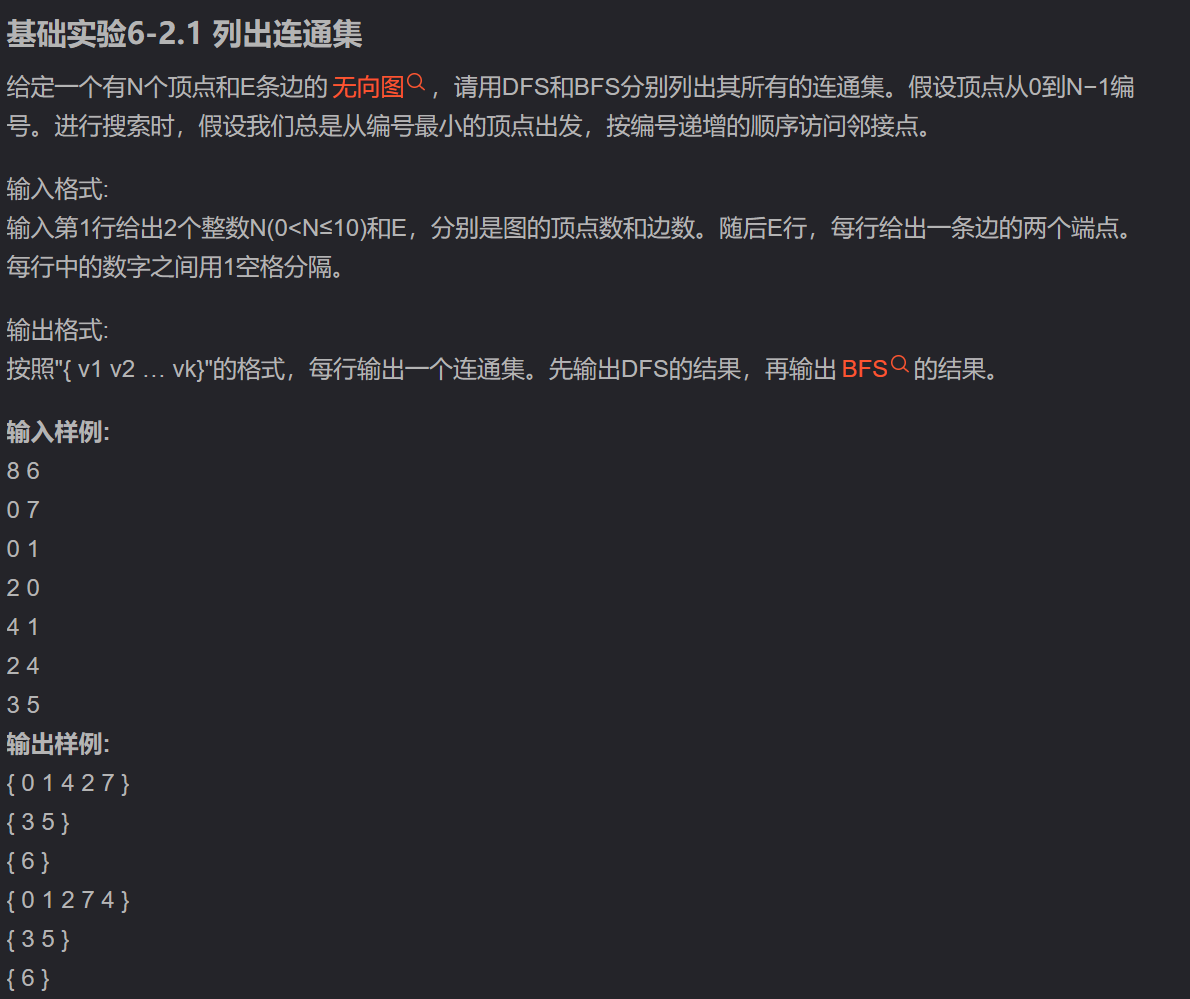 基础实验6-2.1 列出连通集
给定一个有N个顶点和E条边的 无向图 ，请用DFS和BFS分别列出其所有的连通集。假设顶点从0到N−1编
号。进行搜索时，假设我们总是从编号最小的顶点出发，按编号递增的顺序访问邻接点。
输入格式:
输入第1行给出2个整数N(0<N≤10)和E，分别是图的顶点数和边数。随后E行，每行给出一条边的两个端点。
每行中的数字之间用1空格分隔。
输出格式:
按照"{ v1 v2 … vk}"的格式，每行输出一个连通集。先输出DFS的结果，再输出 BFS 的结果。
输入样例:
8 6
0 7
0 1
2 0
4 1
2 4
3 5
输出样例:
{ 0 1 4 2 7 }
{ 3 5 }
{ 6 }
{ 0 1 2 7 4 }
{ 3 5 }
{ 6 }